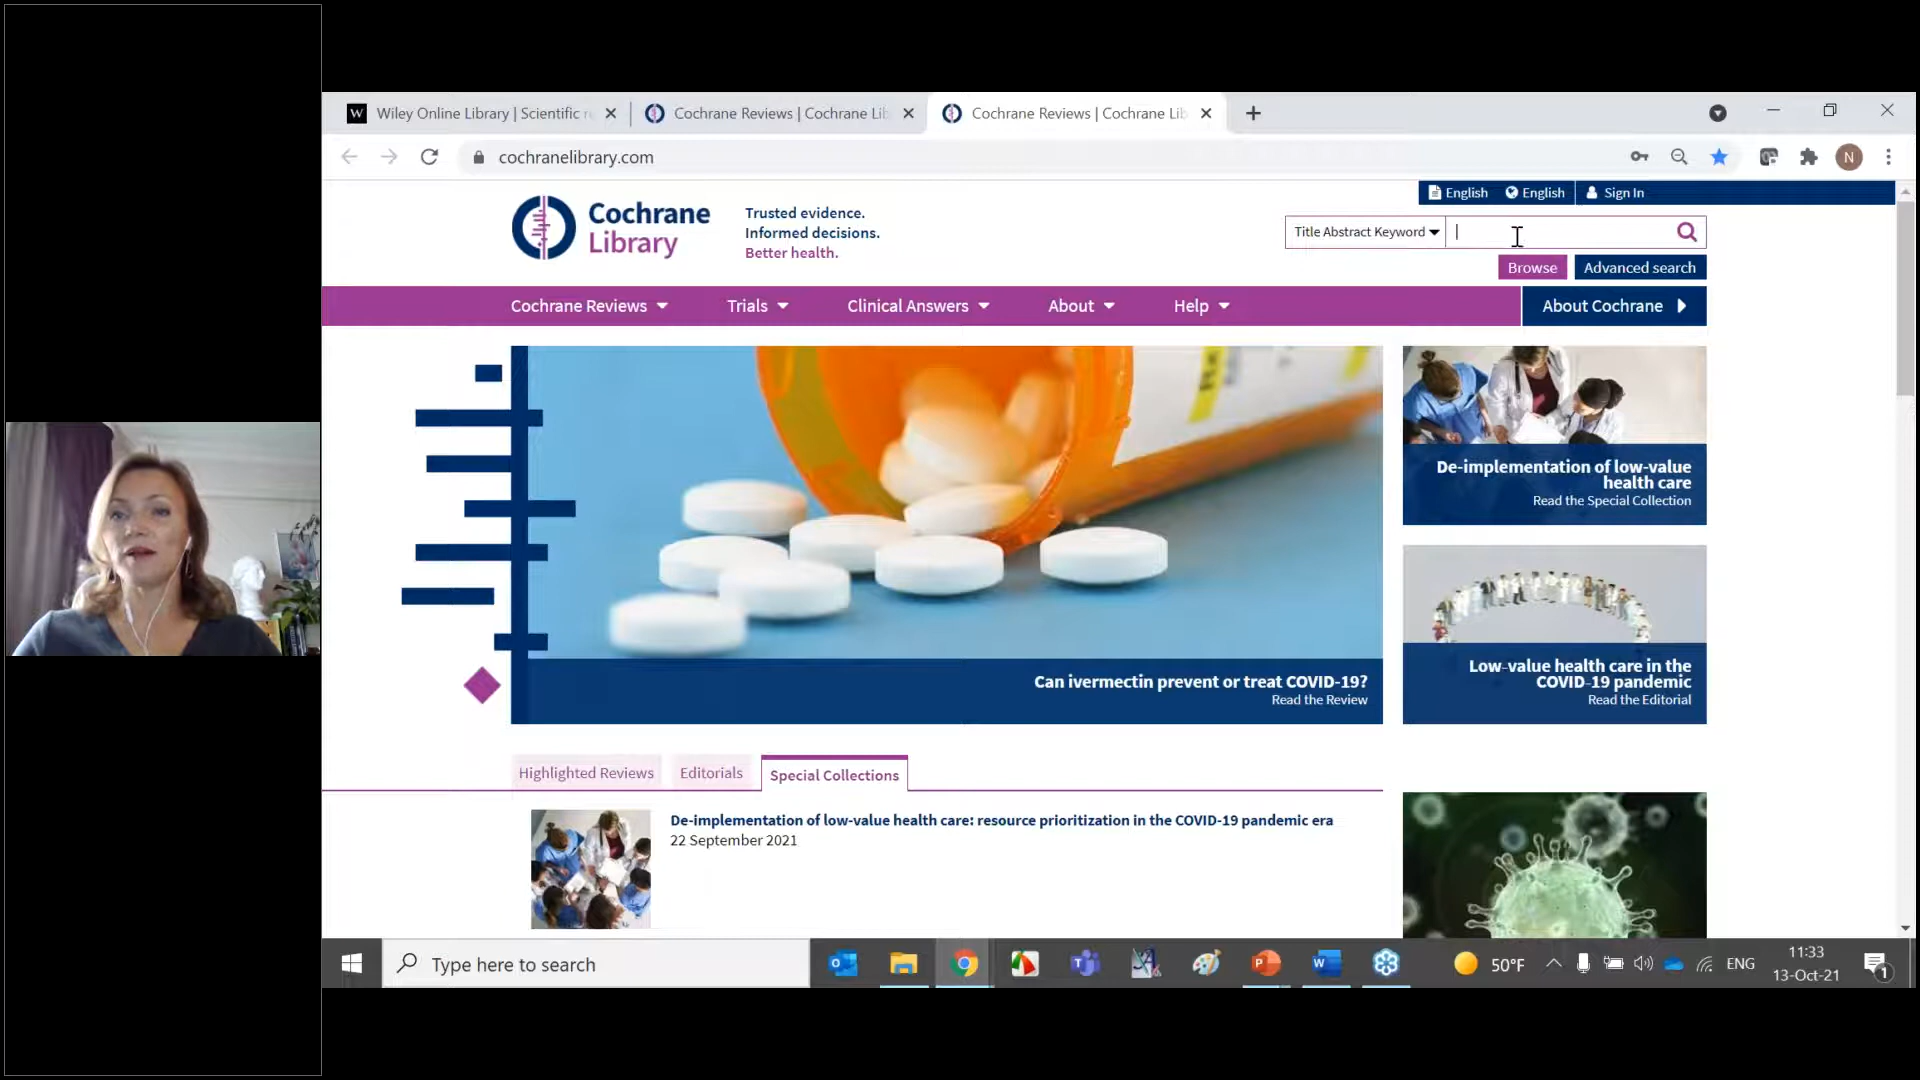 W Wiley Online Library | Scientific r
Cochrane Reviews | Cochrane Lib
Cochrane Reviews | Cochrane Lib
cochranelibrary.com
N
English English Sign In
Cochrane
Library
Trusted evidence.
Informed decisions.
Better health.
Title Abstract Keyword
Browse Advanced search
Cochrane Reviews Trials Clinical Answers About Help About Cochrane
Can ivermectin prevent or treat COVID-19?
Read the Review
De-implementation of low-value
health care
Read the Special Collection
Low-value health care in the
COVID-19 pandemic
Read the Editorial
Highlighted Reviews Editorials Special Collections
De-implementation of low-value health care: resource prioritization in the COVID-19 pandemic era
22 September 2021
Type here to search
50°F
ENG
11:33
13-Oct-21
1